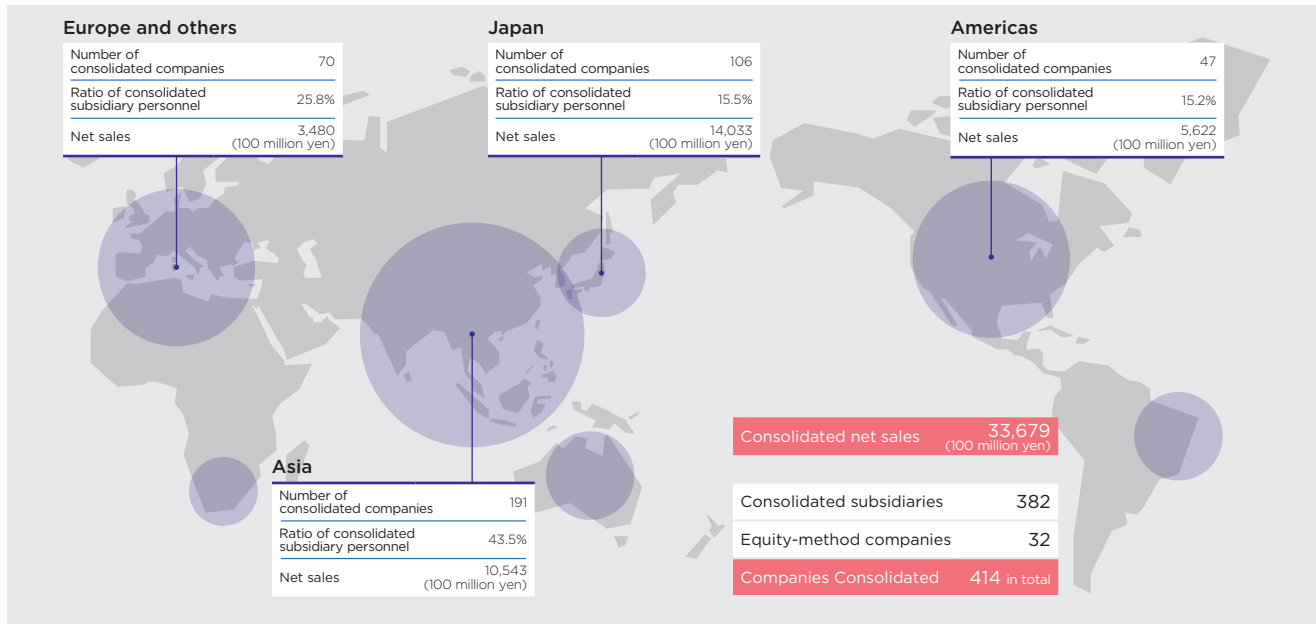 Europe and others
Number of
consolidated companies 70
Ratio of consolidated
subsidiary personnel 25.8%
Net sales 3,480
(100 million yen)
Japan
Number of
consolidated companies 106
Ratio of consolidated
subsidiary personnel 15.5%
Net sales 14,033
(100 million yen)
Americas
Number of
consolidated companies 47
Ratio of consolidated
subsidiary personnel 15.2%
Net sales 5,622
(100 million yen)
Asia
Number of
consolidated companies 191
Ratio of consolidated
subsidiary personnel 43.5%
Net sales 10,543
(100 million yen)
Consolidated net sales 33,679
(100 million yen)
Consolidated subsidiaries 382
Equity-method companies 32
Companies Consolidated 414 in total